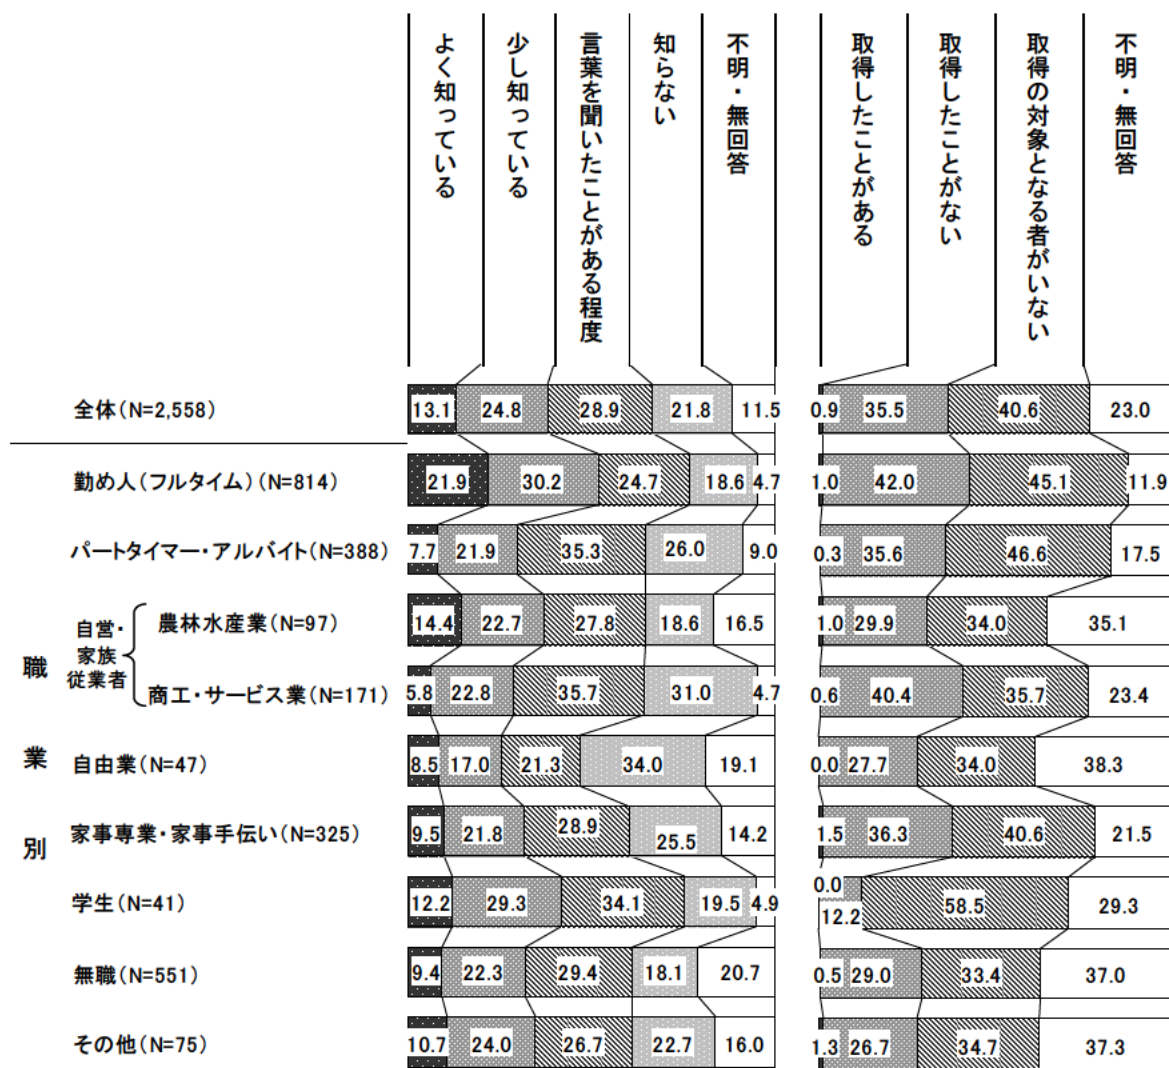 よく知っている
少し知っている
言葉を聞いたことがある程度
知らない
不明・無回答
取得したことがある
取得したことがない
取得の対象となる者がいない
不明・無回答
全体(N=2,558) 13.1 24.8 28.9 21.8 11.5 0.9 35.5 40.6 23.0
勤め人(フルタイム)(N=814) 21.9 30.2 24.7 18.6 4.7 1.0 42.0 45.1 11.9
パートタイマー・アルバイト(N=388) 7.7 21.9 35.3 26.0 9.0 0.3 35.6 46.6 17.5
職業別
自営・
家族
従業者
農林水産業(N=97) 14.4 22.7 27.8 18.6 16.5 1.0 29.9 34.0 35.1
商工・サービス業(N=171) 5.8 22.8 35.7 31.0 4.7 0.6 40.4 35.7 23.4
自由業(N=47) 8.5 17.0 21.3 34.0 19.1 0.0 27.7 34.0 38.3
家事専業・家事手伝い(N=325) 9.5 21.8 28.9 25.5 14.2 1.5 36.3 40.6 21.5
学生(N=41) 12.2 29.3 34.1 19.5 4.9 0.0 12.2 58.5 29.3
無職(N=551) 9.4 22.3 29.4 18.1 20.7 0.5 29.0 33.4 37.0
その他(N=75) 10.7 24.0 26.7 22.7 16.0 1.3 26.7 34.7 37.3